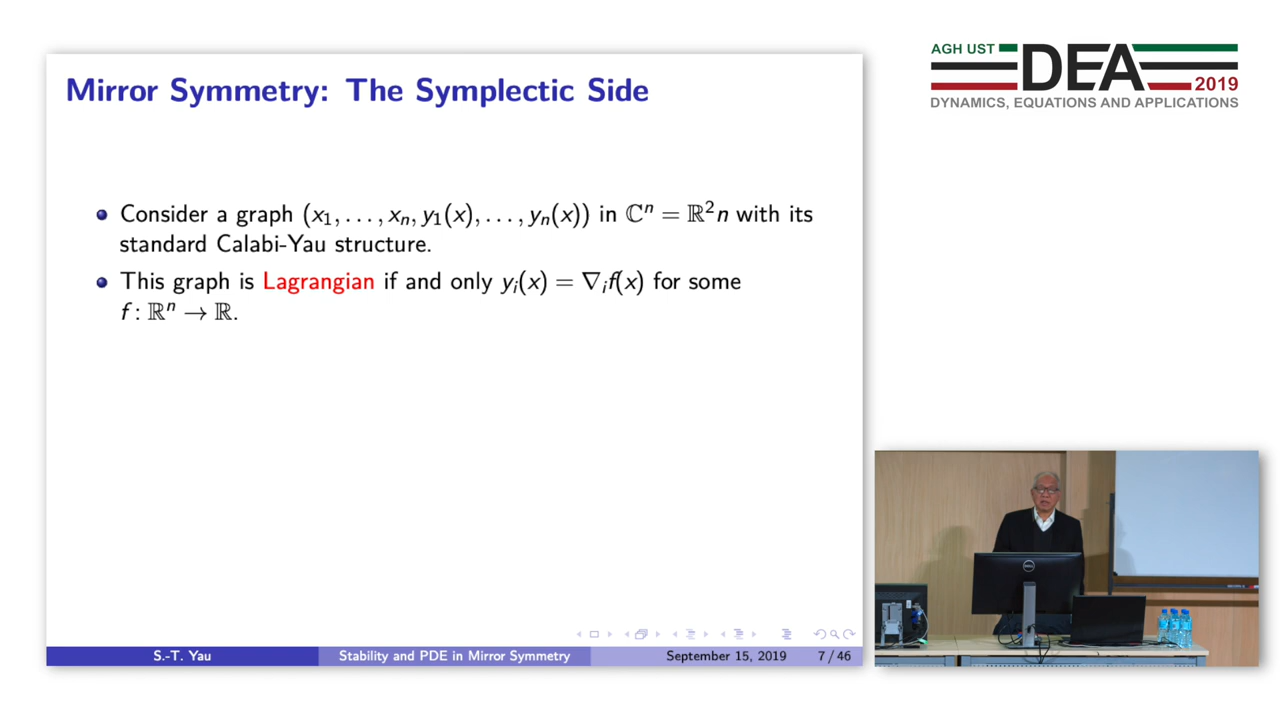 AGH UST
DEA
2019
DYNAMICS, EQUATIONS AND APPLICATIONS
Mirror Symmetry: The Symplectic Side
Consider a graph (x₁, . . . , xₙ, y₁(x), . . . , yₙ(x)) in ℂⁿ = ℝ²n with its
standard Calabi-Yau structure.
This graph is Lagrangian if and only yᵢ(x) = ∇ᵢf(x) for some
f : ℝⁿ → ℝ.
S.-T. Yau
Stability and PDE in Mirror Symmetry
September 15, 2019
7 / 46
DELL